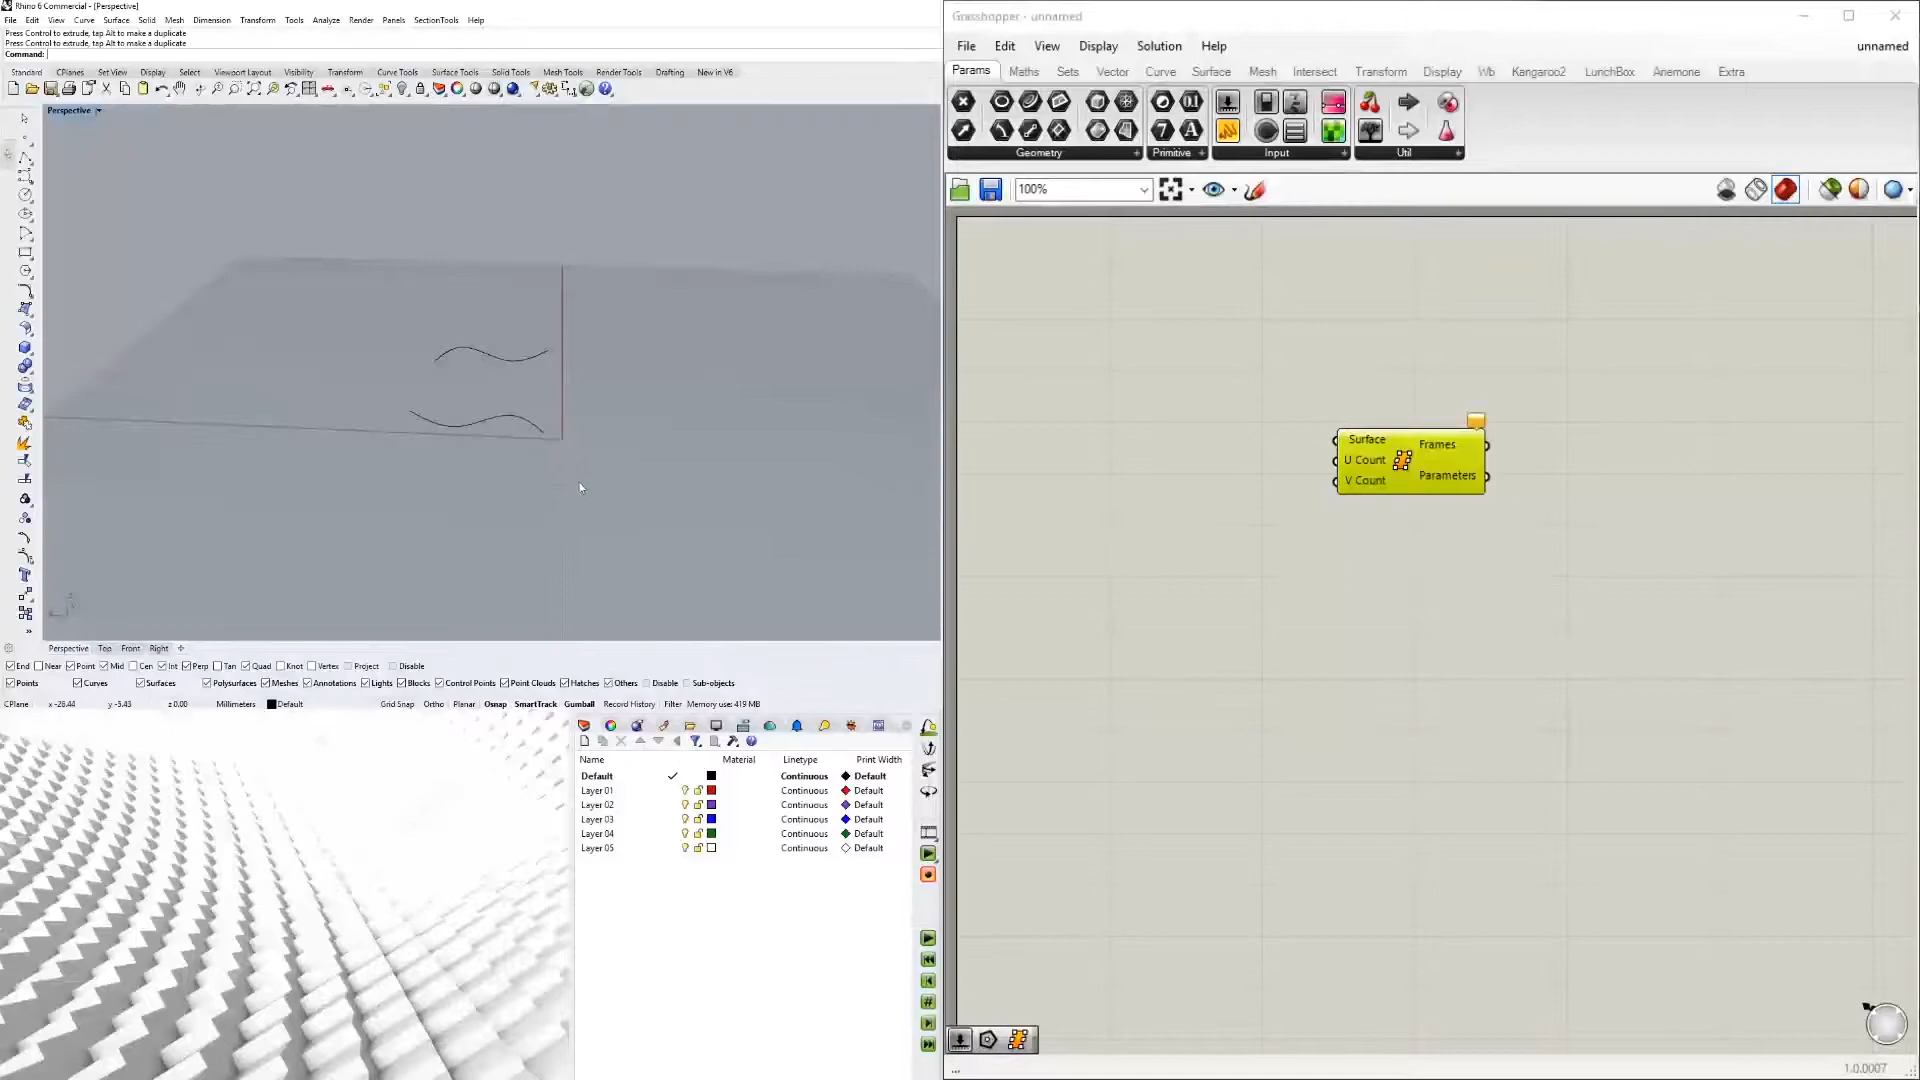 Rhino 6 Commercial - [Perspective]
File Edit View Curve Surface Solid Mesh Dimension Transform Tools Analyze Render Panels SectionTools Help
Press Control to extrude, tap Alt to make a duplicate
Press Control to extrude, tap Alt to make a duplicate
Command:
Standard CPlanes Set View Display Select Viewport Layout Visibility Transform Curve Tools Surface Tools Solid Tools Mesh Tools Render Tools Drafting New in V6
Perspective
Perspective Top Front Right
End Near Point Mid Cen Int Perp Tan Quad Knot Vertex Project Disable
Points Curves Surfaces Polysurfaces Meshes Annotations Lights Blocks Control Points Point Clouds Hatches Others Disable Sub-objects
CPlane x -26.44 y -3.43 z 0.00 Millimeters Default Grid Snap Ortho Planar Osnap SmartTrack Gumball Record History Filter Memory use: 419 MB
Name Material Linetype Print Width
Default Continuous Default
Layer 01 Continuous Default
Layer 02 Continuous Default
Layer 03 Continuous Default
Layer 04 Continuous Default
Layer 05 Continuous Default
Grasshopper - unnamed
File Edit View Display Solution Help unnamed
Params Maths Sets Vector Curve Surface Mesh Intersect Transform Display Wb Kangaroo2 LunchBox Anemone Extra
Geometry Primitive Input Util
100%
Surface Frames
U Count
V Count Parameters
...
1.0.0007